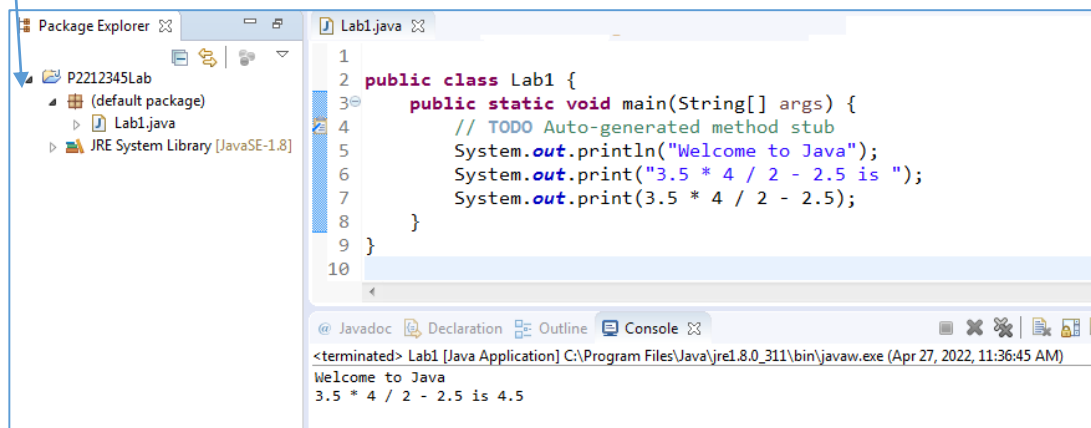 Package Explorer
P2212345Lab
(default package)
Lab1.java
JRE System Library [JavaSE-1.8]
Lab1.java
1
2 public class Lab1 {
3 public static void main(String[] args) {
4 // TODO Auto-generated method stub
5 System.out.println("Welcome to Java");
6 System.out.print("3.5 * 4 / 2 - 2.5 is ");
7 System.out.print(3.5 * 4 / 2 - 2.5);
8 }
9 }
10
@ Javadoc Declaration Outline Console
<terminated> Lab1 [Java Application] C:\Program Files\Java\jre1.8.0_311\bin\javaw.exe (Apr 27, 2022, 11:36:45 AM)
Welcome to Java
3.5 * 4 / 2 - 2.5 is 4.5